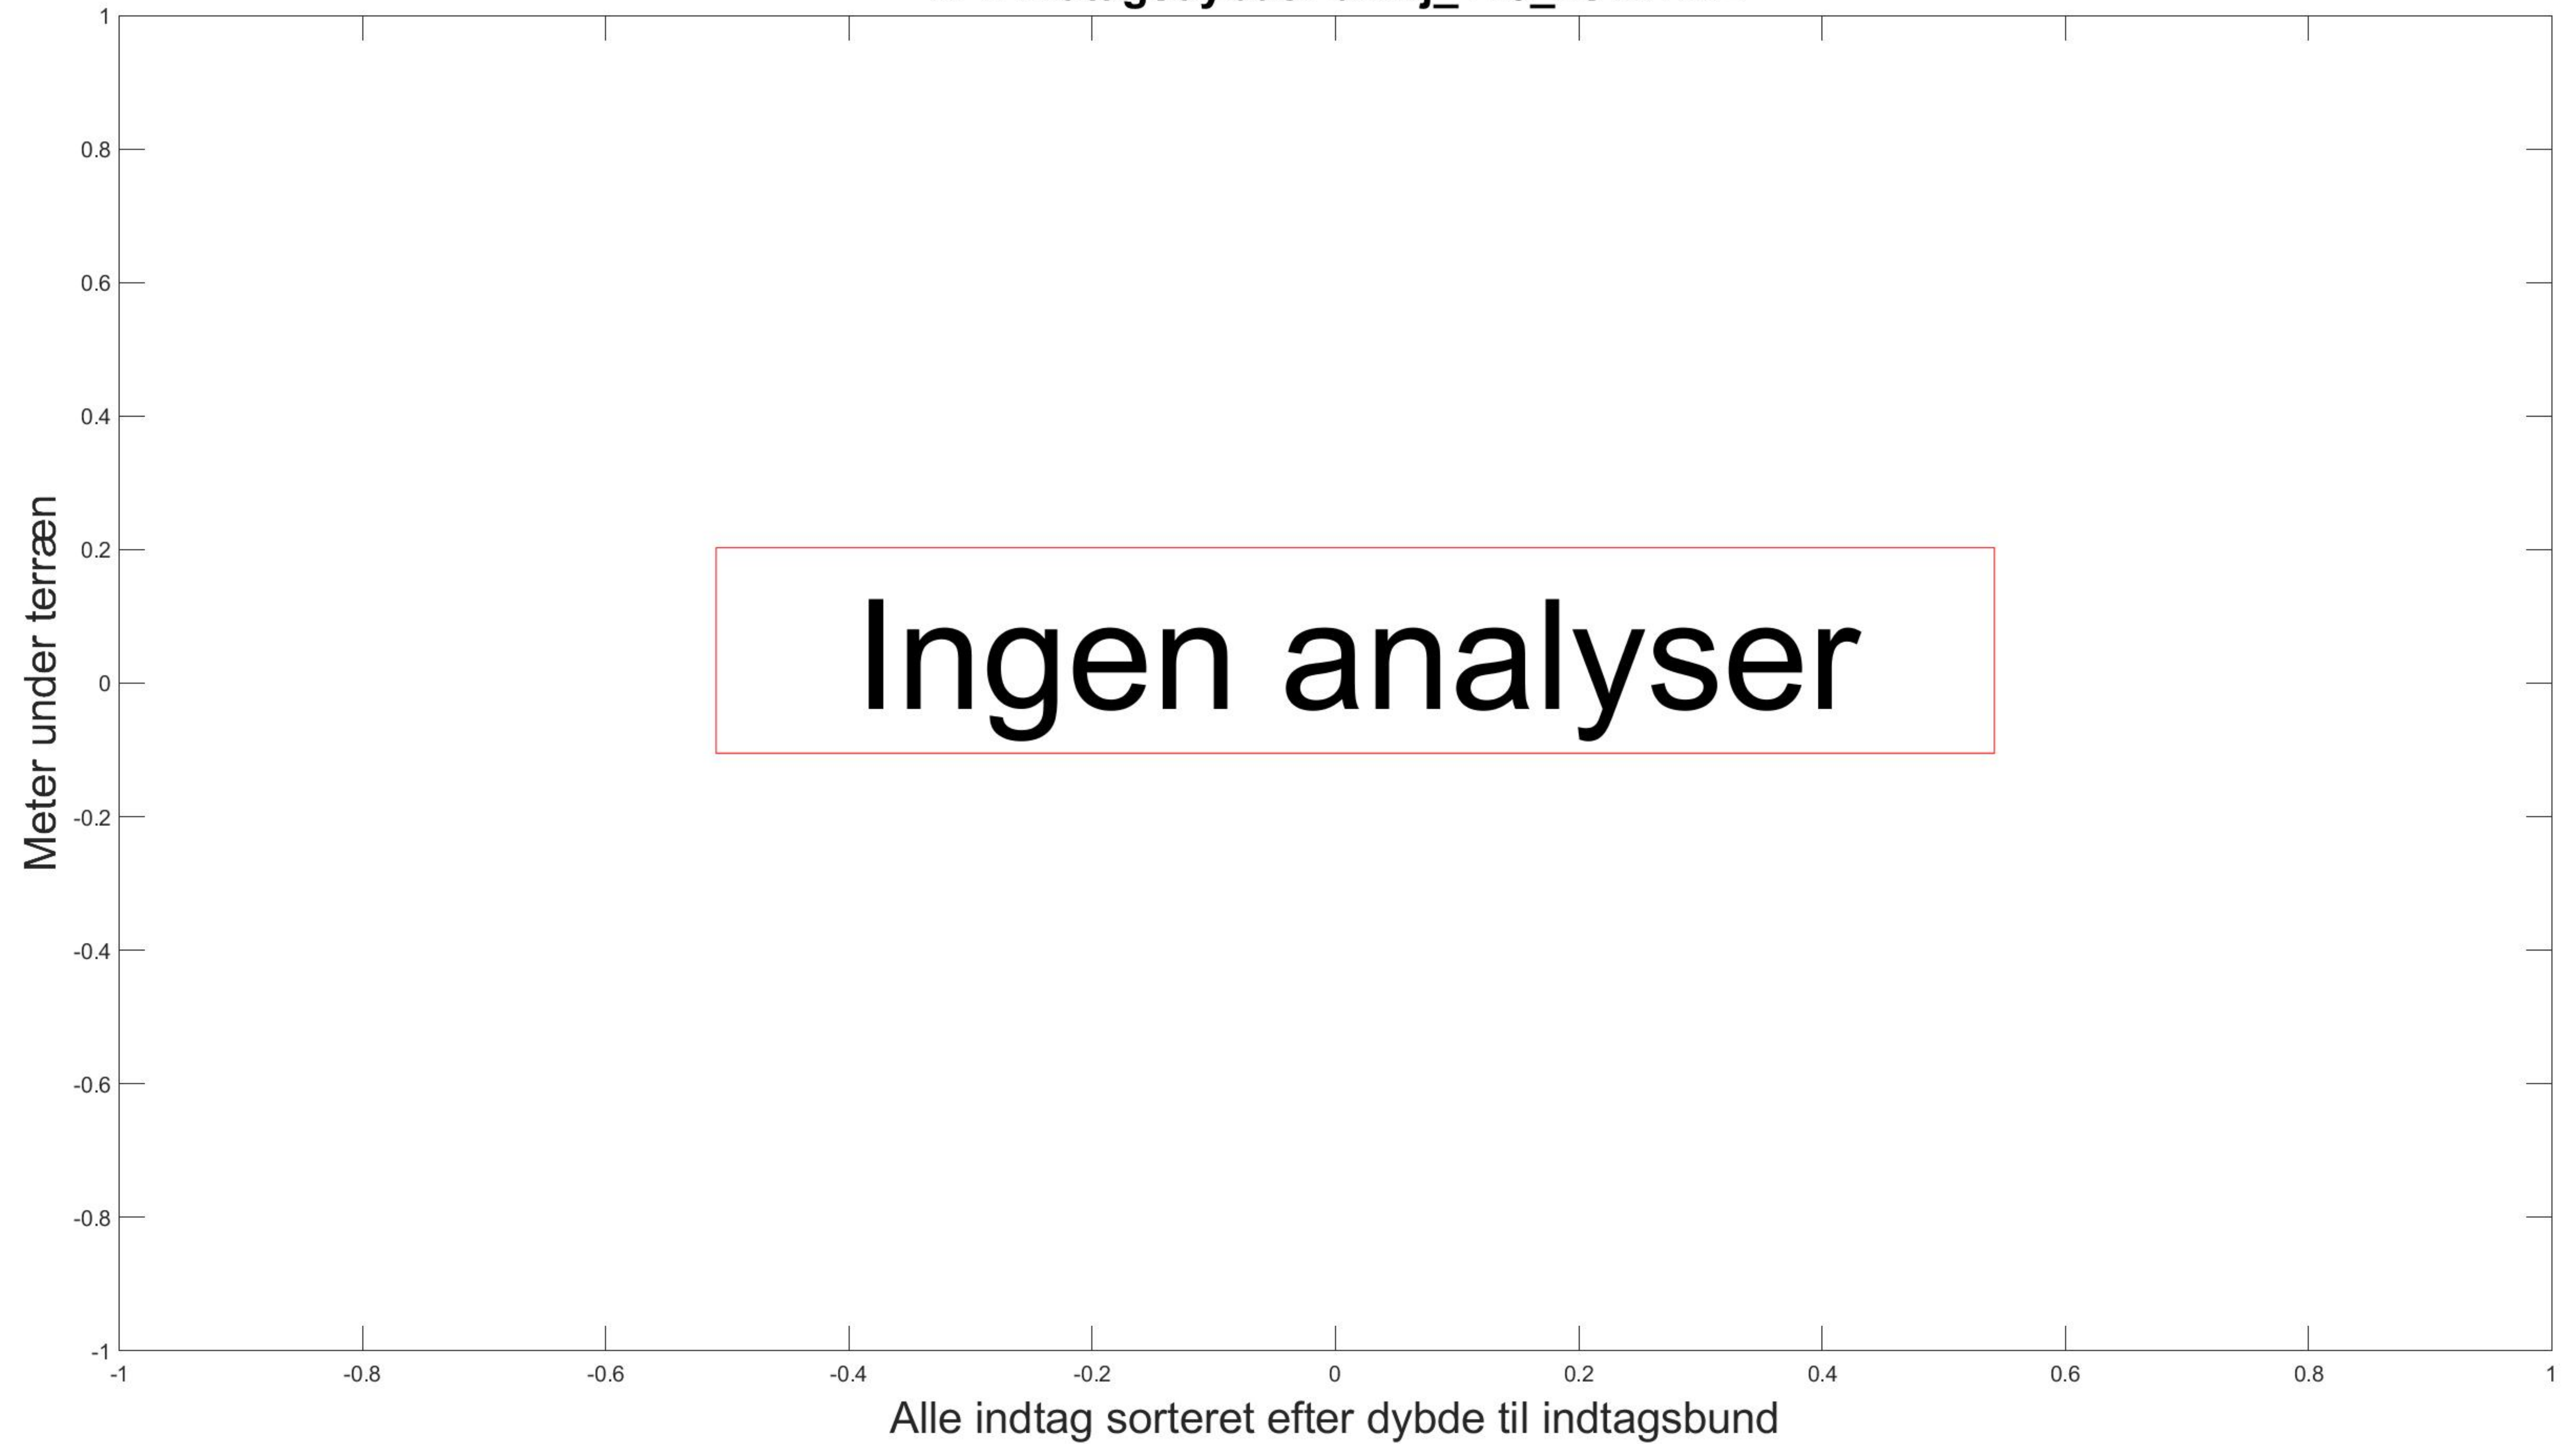 1
0.8
0.6
0.4
0.2
0
-0.2
-0.4
-0.6
-0.8
-1
Meter under terræn
Ingen analyser
-1 -0.8 -0.6 -0.4 -0.2 0 0.2 0.4 0.6 0.8 1
Alle indtag sorteret efter dybde til indtagsbund